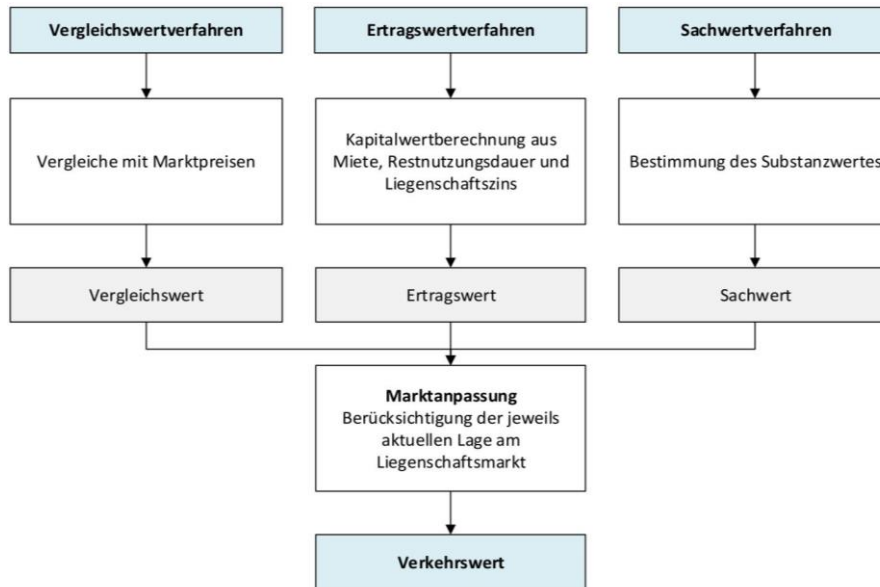 Vergleichswertverfahren
Ertragswertverfahren
Sachwertverfahren
Vergleiche mit Marktpreisen
Kapitalwertberechnung aus
Miete, Restnutzungsdauer und
Liegenschaftszins
Bestimmung des Substanzwertes
Vergleichswert
Ertragswert
Sachwert
Marktanpassung
Berücksichtigung der jeweils
aktuellen Lage am
Liegenschaftsmarkt
Verkehrswert